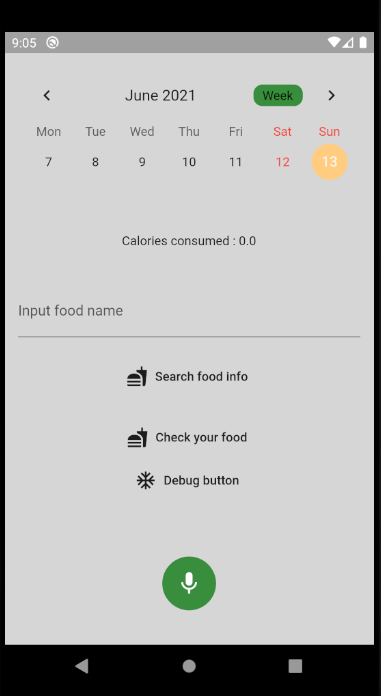 9:05
June 2021 Week
Mon Tue Wed Thu Fri Sat Sun
7 8 9 10 11 12 13
Calories consumed : 0.0
Input food name
Search food info
Check your food
Debug button